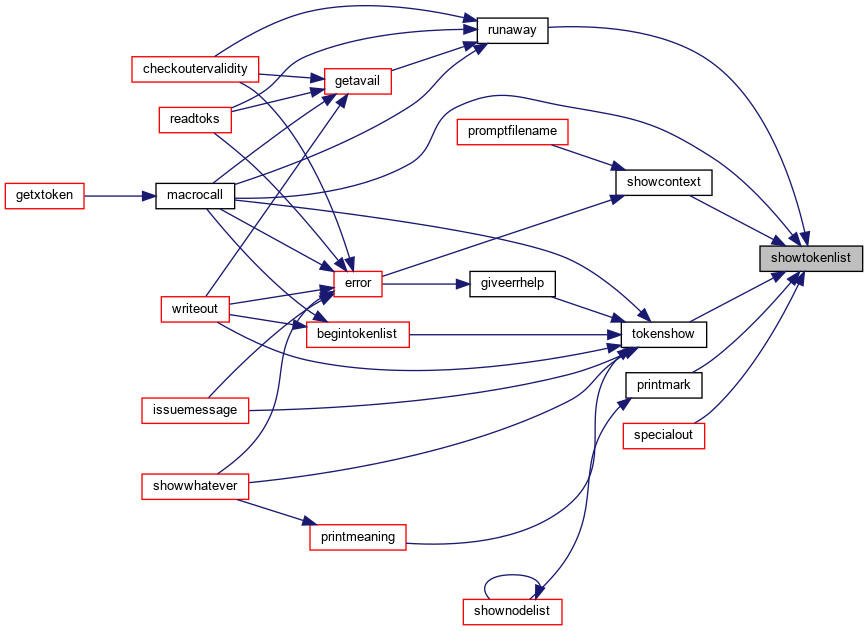 runaway
checkoutervalidity
getavail
readtoks
promptfilename
showcontext
getxtoken
macrocall
showtokenlist
error
giveerrhelp
writeout
begintokenlist
tokenshow
printmark
issuemessage
specialout
showwhatever
printmeaning
shownodelist